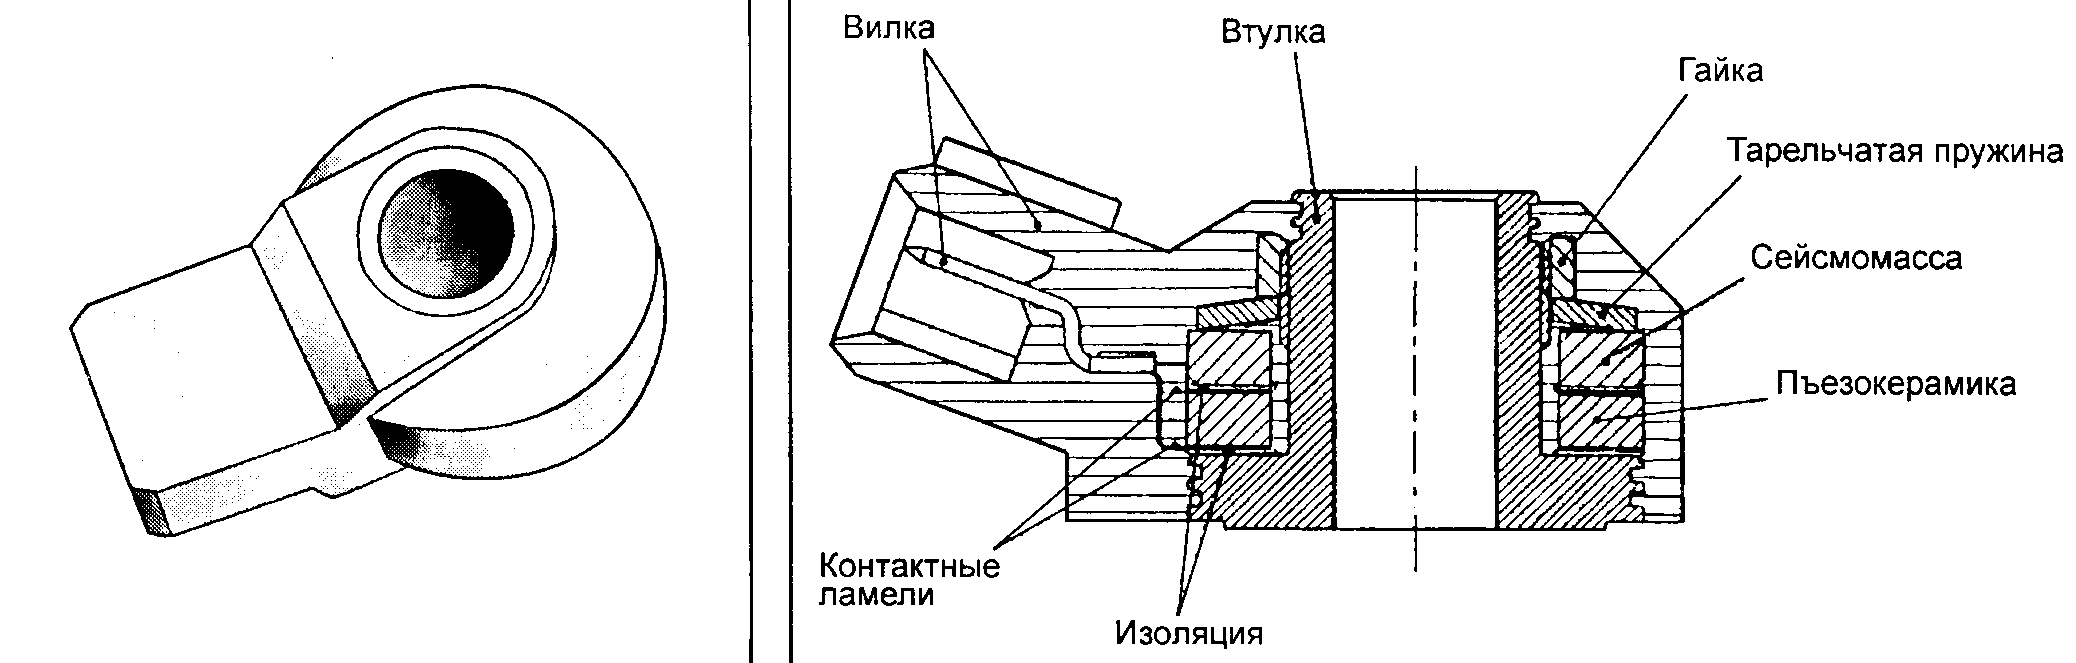 Вилка
Втулка
Гайка
Тарельчатая пружина
Сейсмомасса
Пъезокерамика
Контактные
ламели
Изоляция